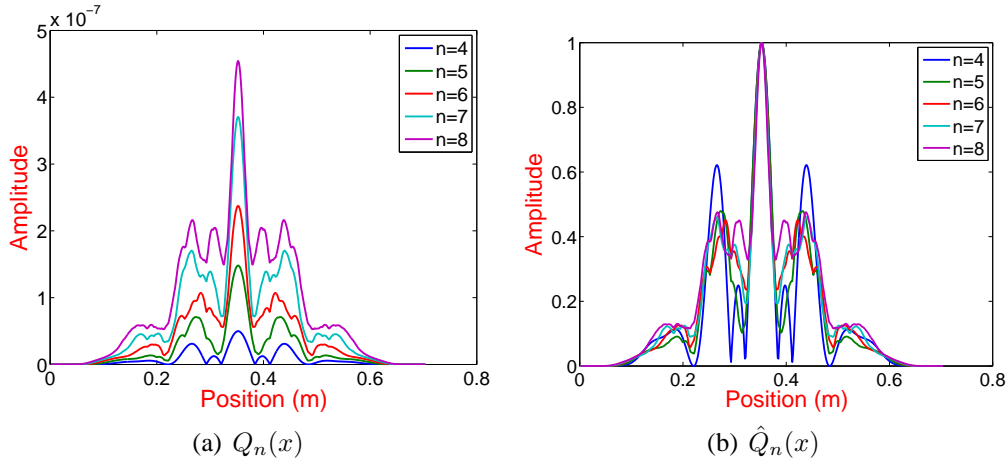 x 10⁻⁷
5
4
3
2
1
0
0 0.2 0.4 0.6 0.8
Amplitude
Position (m)
n=4
n=5
n=6
n=7
n=8
(a) Qₙ(x)
1
0.8
0.6
0.4
0.2
0
0 0.2 0.4 0.6 0.8
Amplitude
Position (m)
n=4
n=5
n=6
n=7
n=8
(b) Q̂ₙ(x)